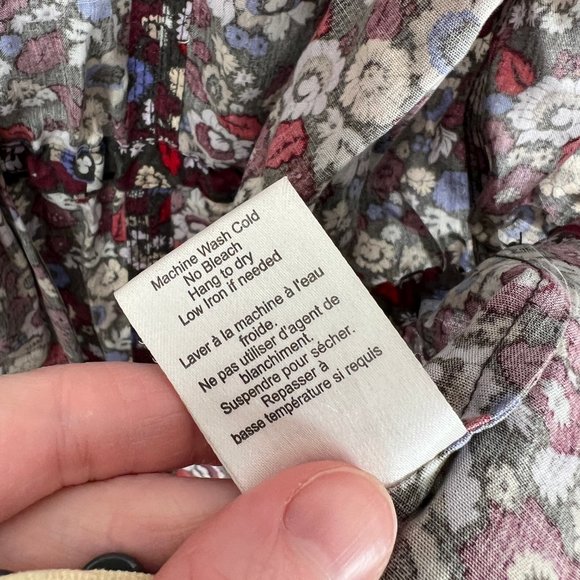 Machine Wash Cold
No Bleach
Hang to dry
Low Iron if needed
Laver à la machine à l'eau
froide.
Ne pas utiliser d'agent de
blanchiment.
Suspendre pour sécher.
Repasser à
basse température si requis